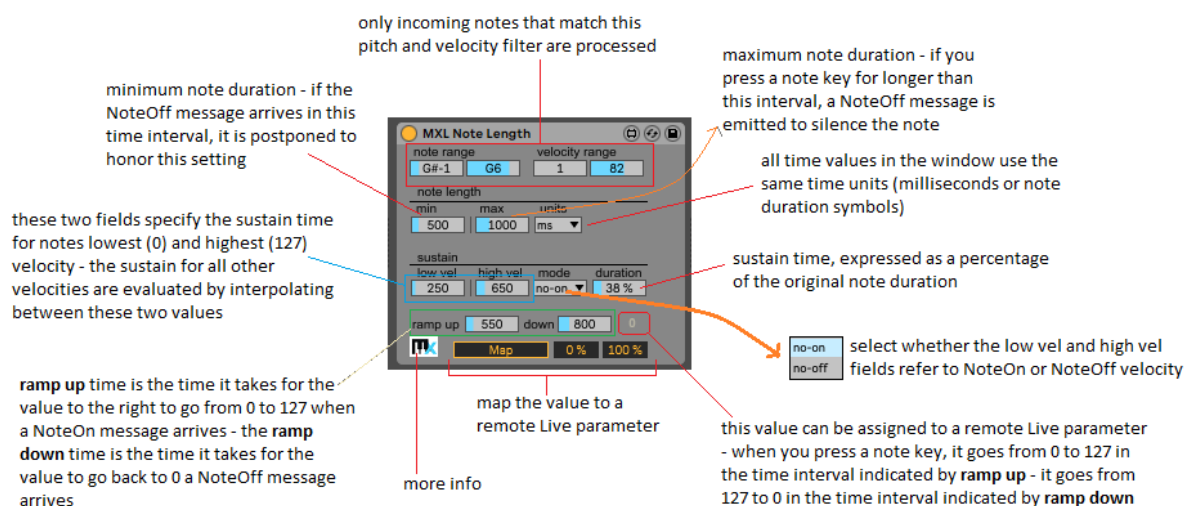 only incoming notes that match this
pitch and velocity filter are processed
maximum note duration - if you
press a note key for longer than
this interval, a NoteOff message is
emitted to silence the note
minimum note duration - if the
NoteOff message arrives in this
time interval, it is postponed to
honor this setting
all time values in the window use the
same time units (milliseconds or note
duration symbols)
these two fields specify the sustain time
for notes lowest (0) and highest (127)
velocity - the sustain for all other
velocities are evaluated by interpolating
between these two values
sustain time, expressed as a percentage
of the original note duration
MXL Note Length
note range velocity range
G#-1 G6 1 82
note length
min max units
500 1000 ms
sustain
low vel high vel mode duration
250 650 no-on 38 %
ramp up 550 down 800 0
mx Map 0 % 100 %
no-on
no-off
select whether the low vel and high vel
fields refer to NoteOn or NoteOff velocity
ramp up time is the time it takes for the
value to the right to go from 0 to 127 when
a NoteOn message arrives - the ramp
down time is the time it takes for the
value to go back to 0 a NoteOff message
arrives
more info
map the value to a
remote Live parameter
this value can be assigned to a remote Live parameter
- when you press a note key, it goes from 0 to 127 in
the time interval indicated by ramp up - it goes from
127 to 0 in the time interval indicated by ramp down